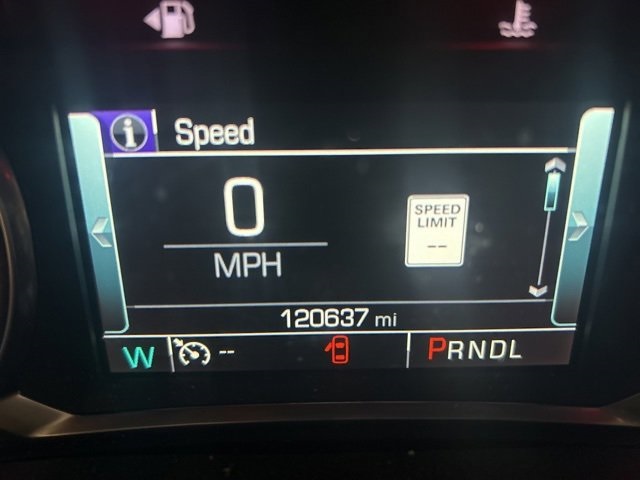 i Speed
0
MPH
SPEED
LIMIT
--
120637 mi
W -- PRNDL